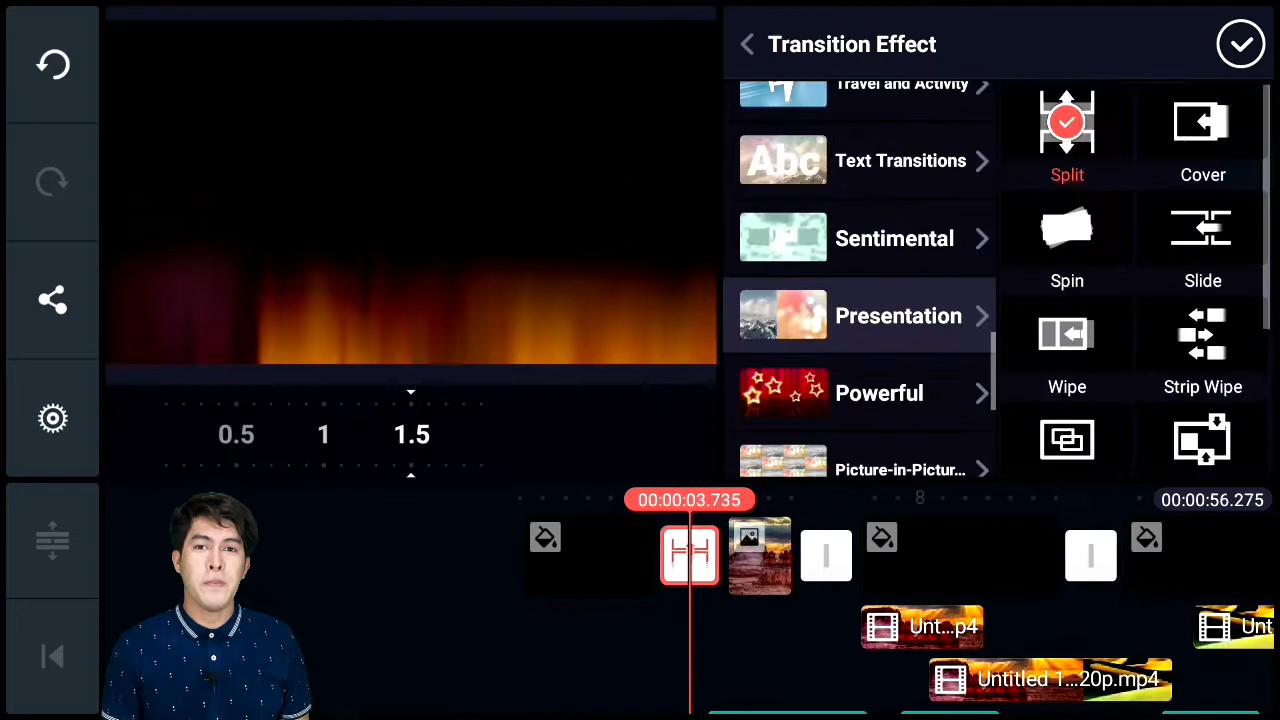 Transition Effect
Travel and Activity
Abc
Text Transitions
Sentimental
Presentation
Powerful
Picture-in-Pictur...
Split
Cover
Spin
Slide
Wipe
Strip Wipe
0.5
1
1.5
00:00:03.735
8
00:00:56.275
Unt...p4
Unt
Untitled 1...20p.mp4